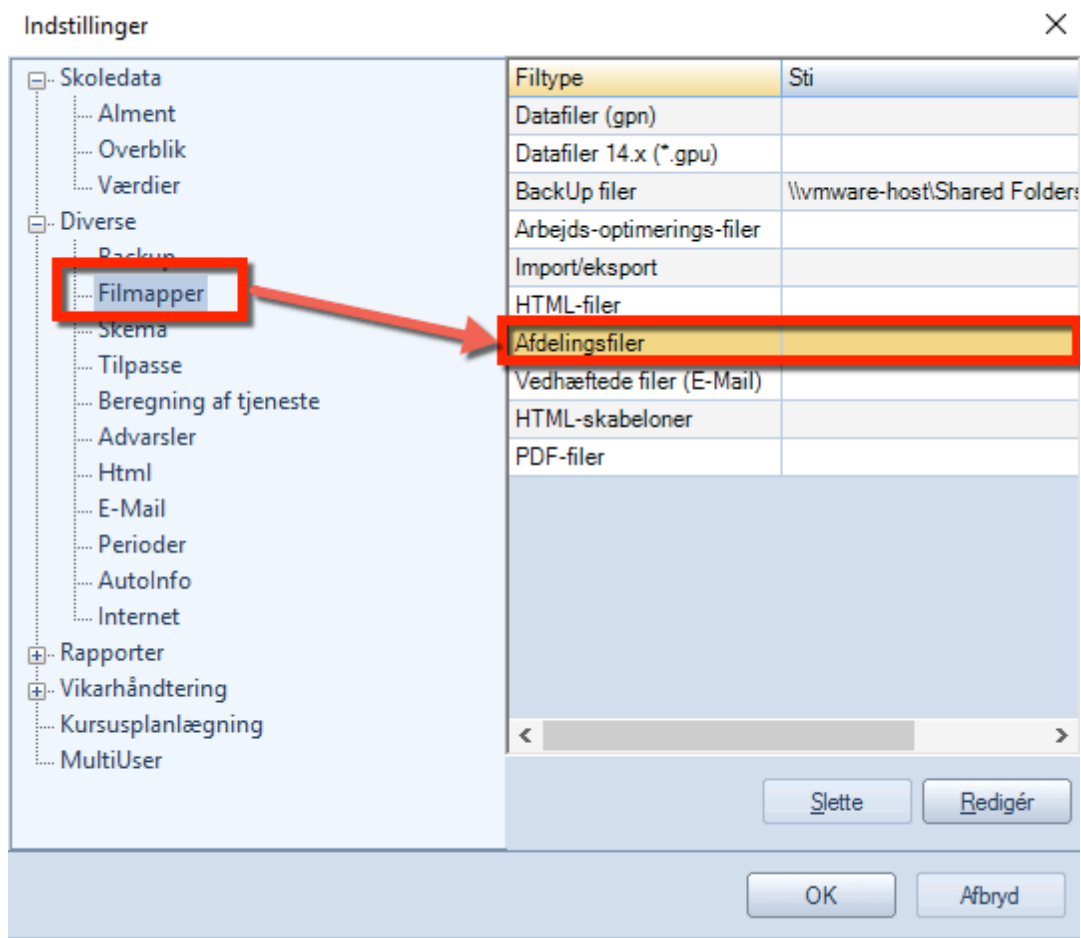 Indstillinger
Skoledata
Alment
Overblik
Værdier
Diverse
Backup
Filmapper
Skema
Tilpasse
Beregning af tjeneste
Advarsler
Html
E-Mail
Perioder
AutoInfo
Internet
Rapporter
Vikarhåndtering
Kursusplanlægning
MultiUser
Filtype Sti
Datafiler (gpn)
Datafiler 14.x (*.gpu)
BackUp filer \\vmware-host\Shared Folders
Arbejds-optimerings-filer
Import/eksport
HTML-filer
Afdelingsfiler
Vedhæftede filer (E-Mail)
HTML-skabeloner
PDF-filer
Slette Redigér
OK Afbryd